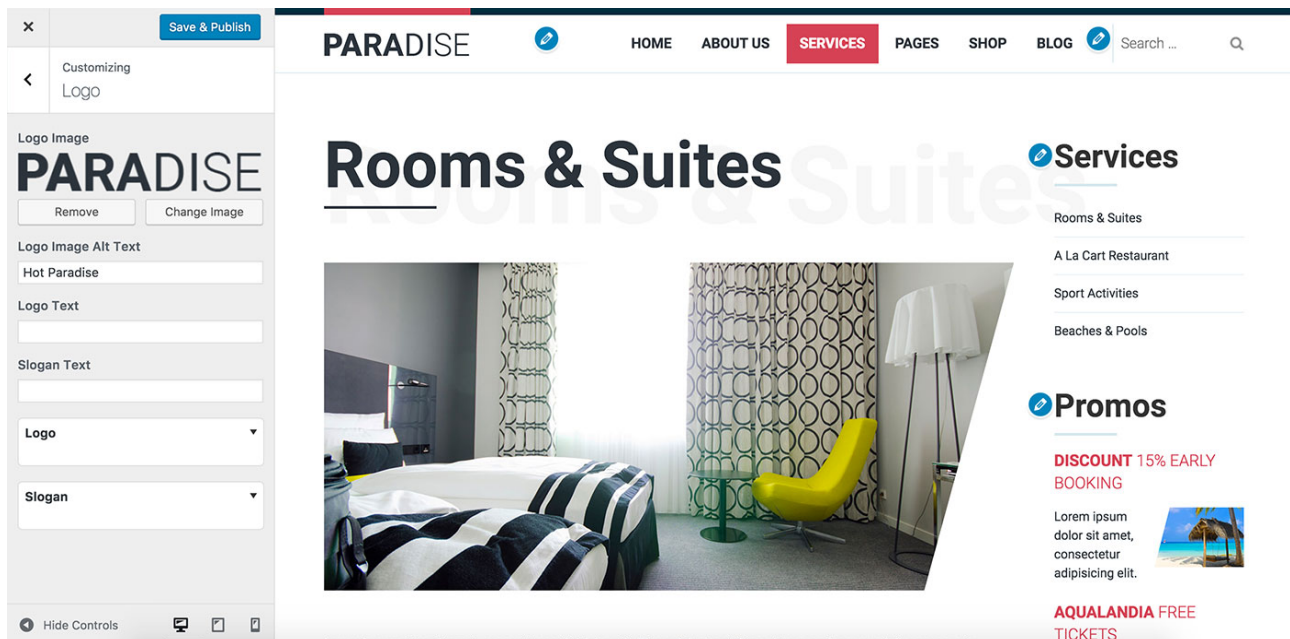 Save & Publish
Customizing
Logo
Logo Image
PARADISE
Remove
Change Image
Logo Image Alt Text
Hot Paradise
Logo Text
Slogan Text
Logo
Slogan
Hide Controls
PARADISE
HOME
ABOUT US
SERVICES
PAGES
SHOP
BLOG
Search ...
Rooms & Suites
Rooms & Suites
Services
Rooms & Suites
A La Cart Restaurant
Sport Activities
Beaches & Pools
Promos
DISCOUNT 15% EARLY
BOOKING
Lorem ipsum
dolor sit amet,
consectetur
adipisicing elit.
AQUALANDIA FREE
TICKETS